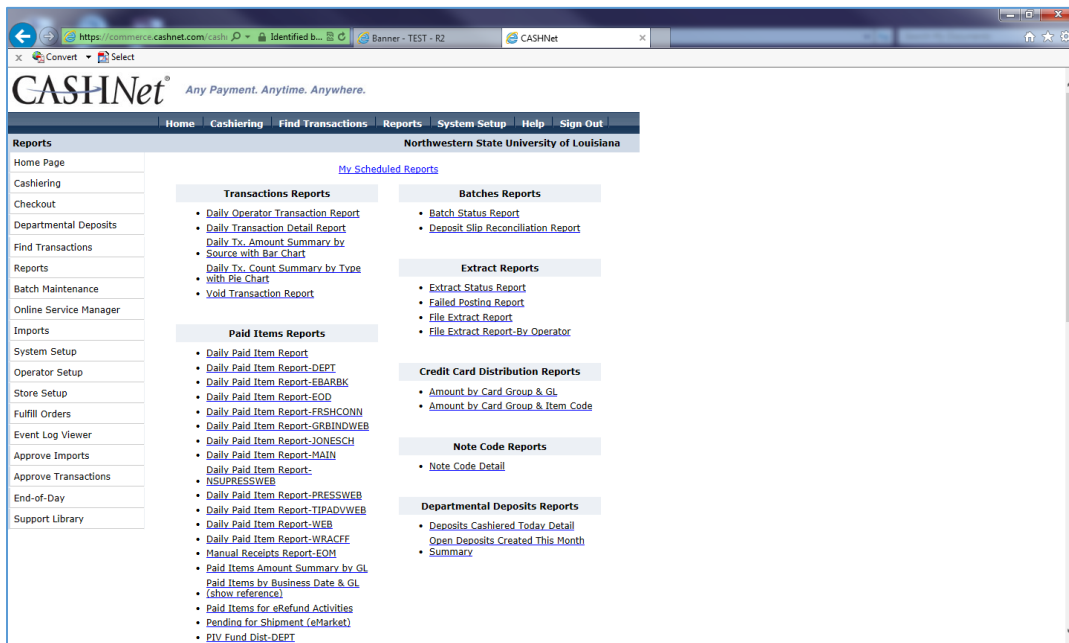 https://commerce.cashnet.com/cashı
Identified b...
Banner - TEST - R2
CASHNet
x Convert Select
CASHNet® Any Payment. Anytime. Anywhere.
Home Cashiering Find Transactions Reports System Setup Help Sign Out
Reports Northwestern State University of Louisiana
Home Page
Cashiering
Checkout
Departmental Deposits
Find Transactions
Reports
Batch Maintenance
Online Service Manager
Imports
System Setup
Operator Setup
Store Setup
Fulfill Orders
Event Log Viewer
Approve Imports
Approve Transactions
End-of-Day
Support Library
My Scheduled Reports
Transactions Reports
• Daily Operator Transaction Report
• Daily Transaction Detail Report
Daily Tx. Amount Summary by
• Source with Bar Chart
Daily Tx. Count Summary by Type
• with Pie Chart
• Void Transaction Report
Paid Items Reports
• Daily Paid Item Report
• Daily Paid Item Report-DEPT
• Daily Paid Item Report-EBARBK
• Daily Paid Item Report-EOD
• Daily Paid Item Report-FRSHCONN
• Daily Paid Item Report-GRBINDWEB
• Daily Paid Item Report-JONESCH
• Daily Paid Item Report-MAIN
Daily Paid Item Report-
• NSUPRESSWEB
• Daily Paid Item Report-PRESSWEB
• Daily Paid Item Report-TIPADVWEB
• Daily Paid Item Report-WEB
• Daily Paid Item Report-WRACFF
• Manual Receipts Report-EOM
• Paid Items Amount Summary by GL
Paid Items by Business Date & GL
• (show reference)
• Paid Items for eRefund Activities
• Pending for Shipment (eMarket)
• PIV Fund Dist-DEPT
Batches Reports
• Batch Status Report
• Deposit Slip Reconciliation Report
Extract Reports
• Extract Status Report
• Failed Posting Report
• File Extract Report
• File Extract Report-By Operator
Credit Card Distribution Reports
• Amount by Card Group & GL
• Amount by Card Group & Item Code
Note Code Reports
• Note Code Detail
Departmental Deposits Reports
• Deposits Cashiered Today Detail
Open Deposits Created This Month
• Summary